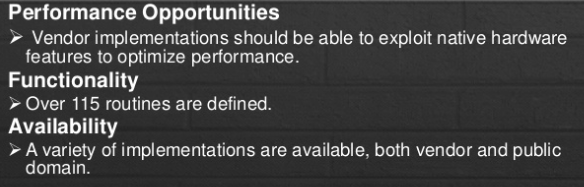 Performance Opportunities
➢ Vendor implementations should be able to exploit native hardware
features to optimize performance.
Functionality
➢ Over 115 routines are defined.
Availability
➢ A variety of implementations are available, both vendor and public
domain.